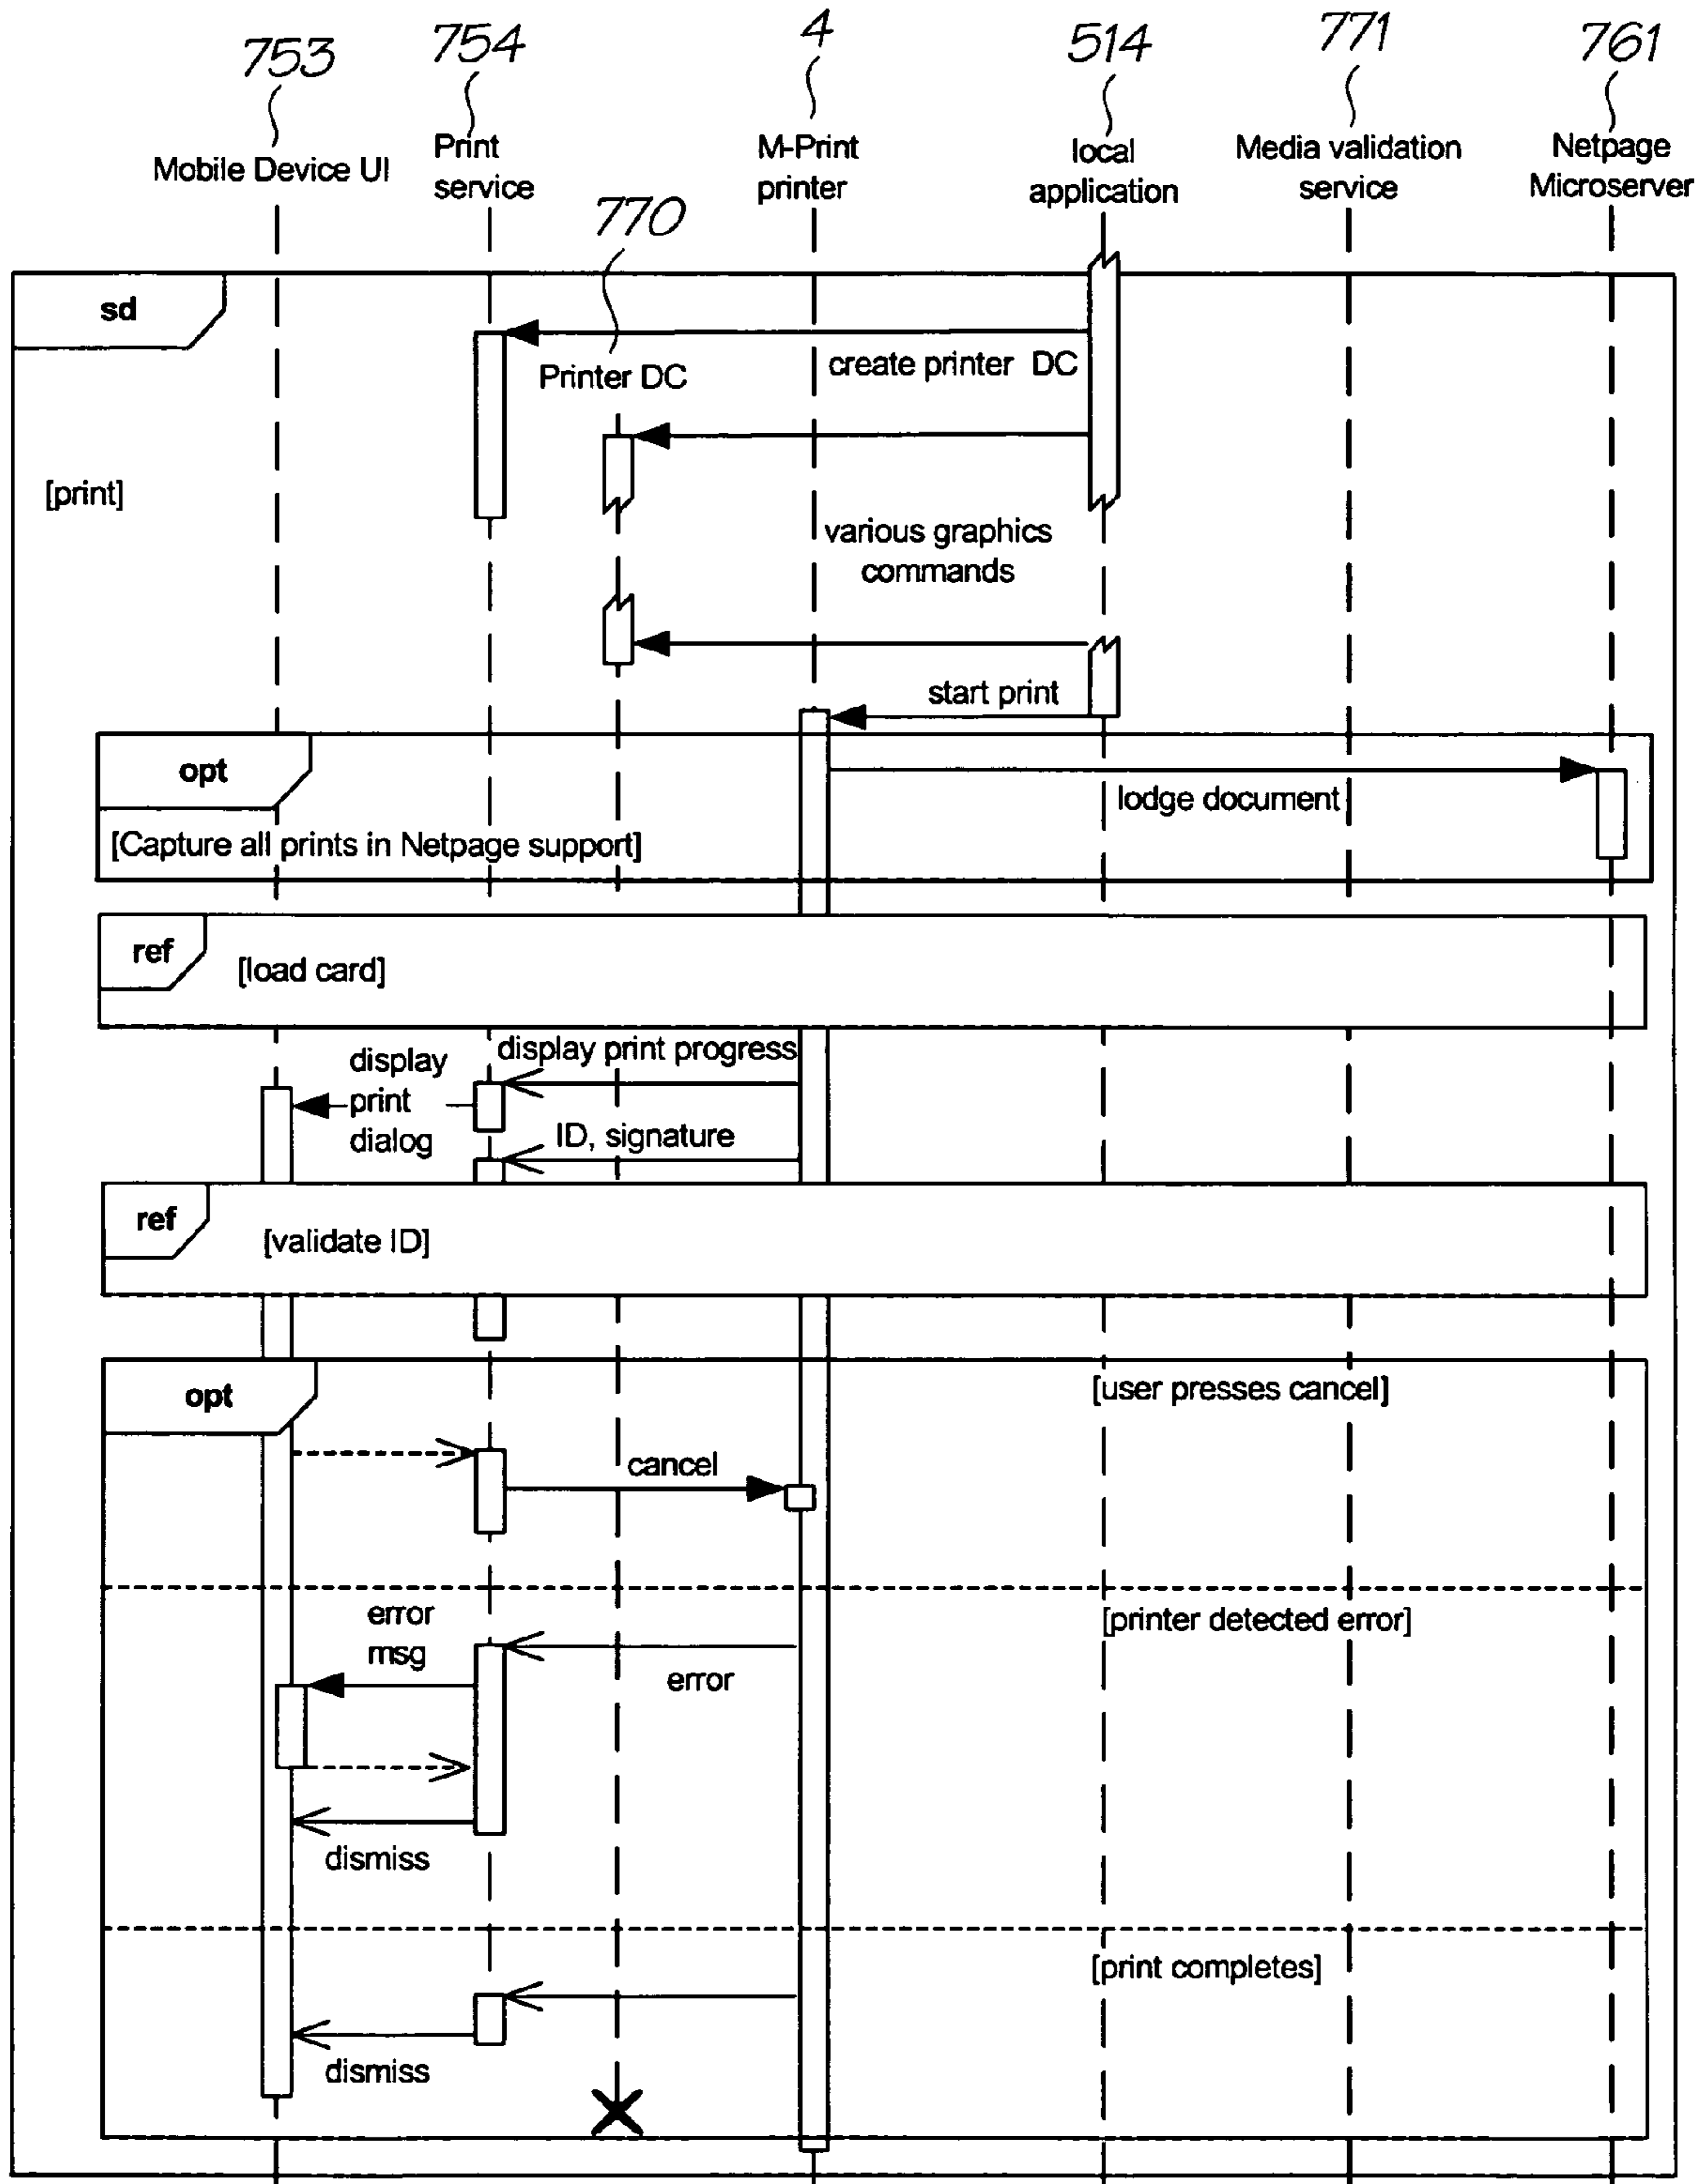 753
754
4
514
771
761
Mobile Device UI
Print
service
M-Print
printer
local
application
Media validation
service
Netpage
Microserver
770
sd
Printer DC
create printer DC
[print]
various graphics
commands
start print
opt
lodge document
[Capture all prints in Netpage support]
ref
[load card]
display print progress
display
print
dialog
ID, signature
ref
[validate ID]
opt
[user presses cancel]
cancel
error
msg
[printer detected error]
error
dismiss
[print completes]
dismiss